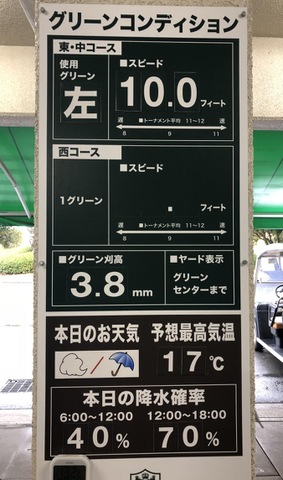 グリーンコンディション
東・中コース
使用
グリーン
左
■スピード
10.0 フィート
遅 ■トーナメント平均 11〜12 速
8 9 11
西コース
1グリーン
■スピード
. フィート
遅 ■トーナメント平均 11〜12 速
8 9 11
■グリーン刈高
3.8 mm
■ヤード表示
グリーン
センターまで
本日のお天気
/
予想最高気温
17℃
本日の降水確率
6:00〜12:00 12:00〜18:00
40% 70%